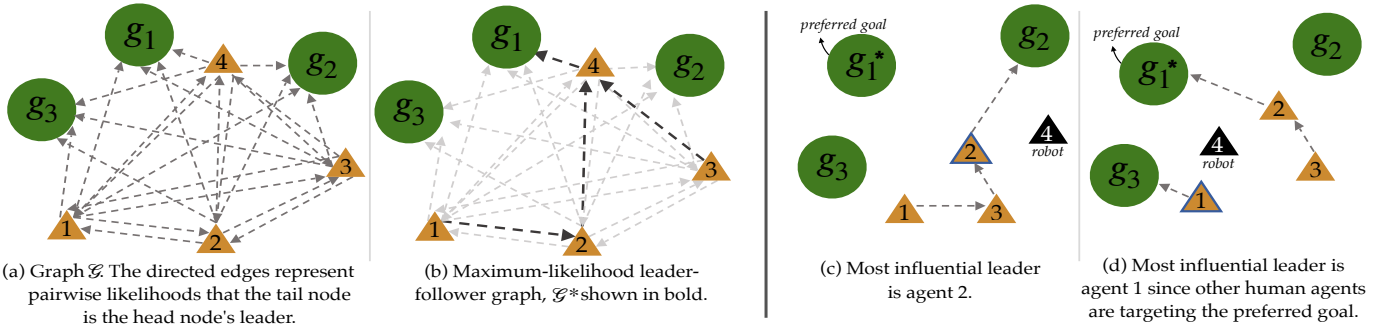 g1
g2
g3
4
3
1
2
(a) Graph 𝒢. The directed edges represent
pairwise likelihoods that the tail node
is the head node's leader.
g1
g2
g3
4
3
1
2
(b) Maximum-likelihood leader-
follower graph, 𝒢* shown in bold.
preferred goal
g1*
g2
g3
2
4
robot
1
3
(c) Most influential leader
is agent 2.
preferred goal
g1*
g2
g3
2
4
robot
3
1
(d) Most influential leader is
agent 1 since other human agents
are targeting the preferred goal.